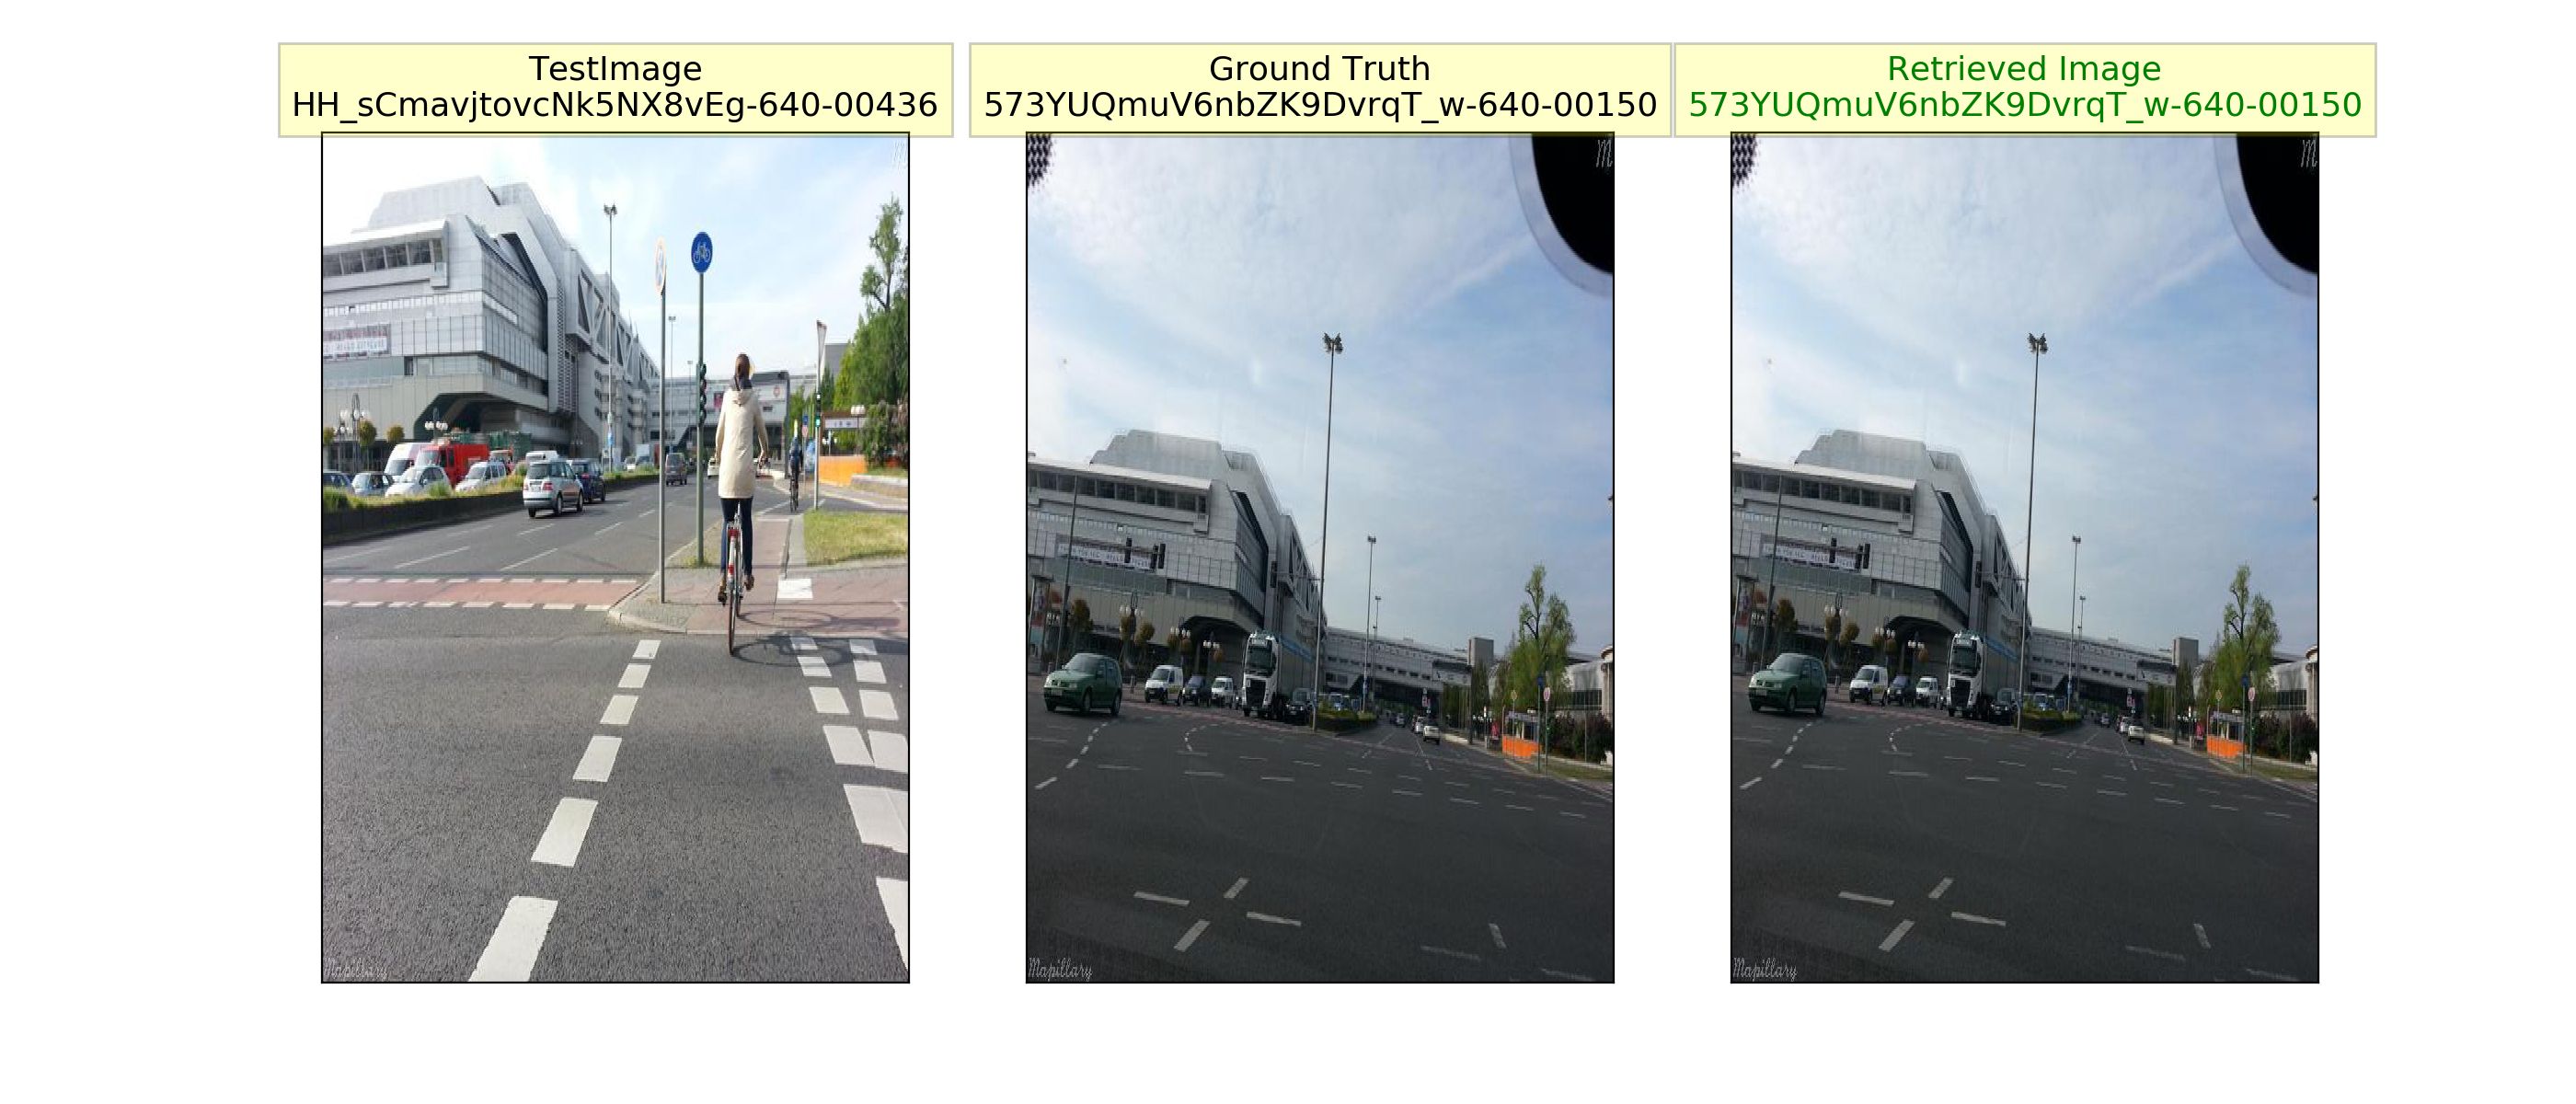 TestImage
HH_sCmavjtovcNk5NX8vEg-640-00436
Ground Truth
573YUQmuV6nbZK9DvrqT_w-640-00150
Retrieved Image
573YUQmuV6nbZK9DvrqT_w-640-00150
Mapillary
Mapillary
Mapillary